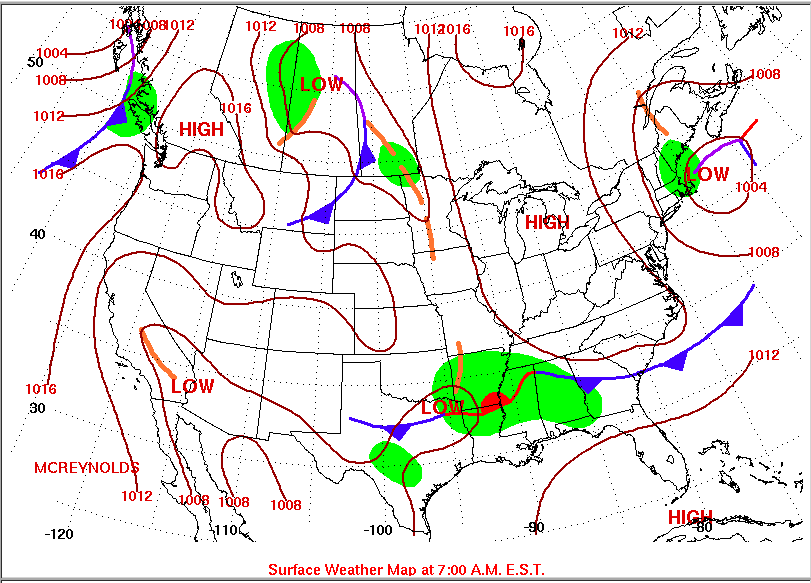 1004 1008 1012 1012 1008 1008 1012 1016 1016 1012
1004
50
1008 1008
LOW
1008
1016
1012
HIGH
1016 LOW
1004
HIGH
40
1008
1012
1016 LOW
30 LOW
MCREYNOLDS
1012 1008 1008 1008
HIGH
-120 -110 -100 -90 -80
Surface Weather Map at 7:00 A.M. E.S.T.